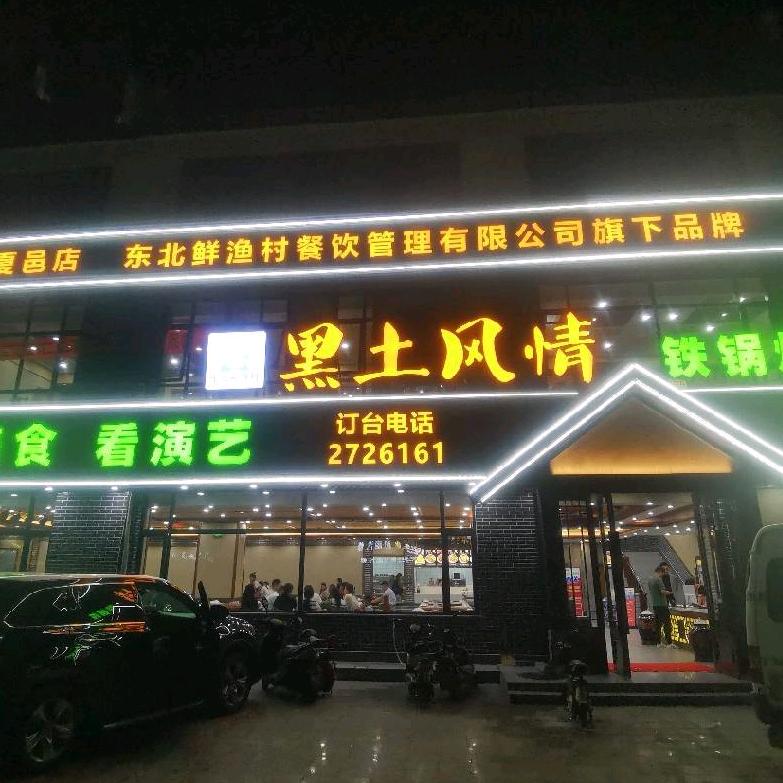 夏邑店 东北鲜渔村餐饮管理有限公司旗下品牌
黑土风情 铁锅
食 看演艺
订台电话
2726161